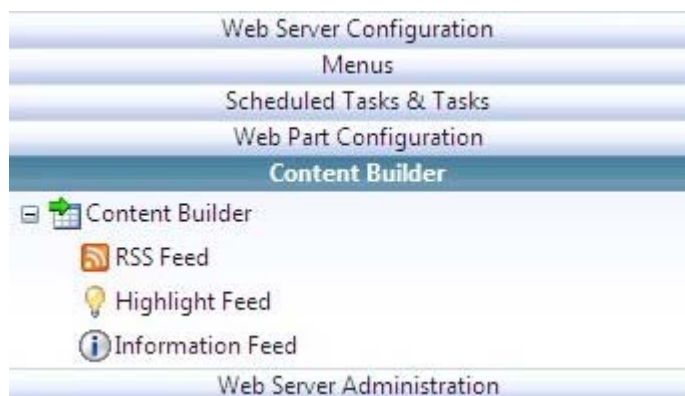 Web Server Configuration
Menus
Scheduled Tasks & Tasks
Web Part Configuration
Content Builder
Content Builder
RSS Feed
Highlight Feed
Information Feed
Web Server Administration